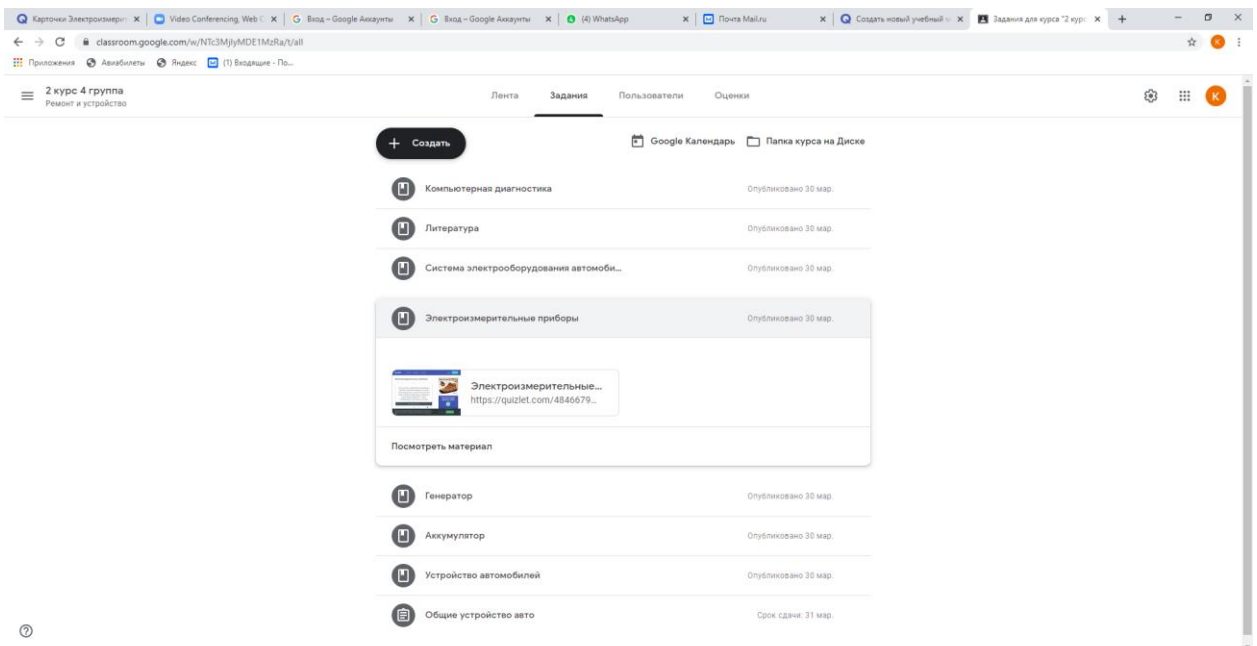 Карточки Электроизмерит
Video Conferencing, Web C
Вход – Google Аккаунты
Вход – Google Аккаунты
(4) WhatsApp
Почта Mail.ru
Создать новый учебный
Задания для курса "2 курс
classroom.google.com/w/NTc3MjIyMDE1MzRa/t/all
Приложения
Авиабилеты
Яндекс
(1) Входящие - По...
2 курс 4 группа
Ремонт и устройство
Лента
Задания
Пользователи
Оценки
K
K
Создать
Google Календарь
Папка курса на Диске
Компьютерная диагностика
Опубликовано 30 мар.
Литература
Опубликовано 30 мар.
Система электрооборудования автомоби...
Опубликовано 30 мар.
Электроизмерительные приборы
Опубликовано 30 мар.
Электроизмерительные...
https://quizlet.com/4846679...
Посмотреть материал
Генератор
Опубликовано 30 мар.
Аккумулятор
Опубликовано 30 мар.
Устройство автомобилей
Опубликовано 30 мар.
Общие устройство авто
Срок сдачи: 31 мар.